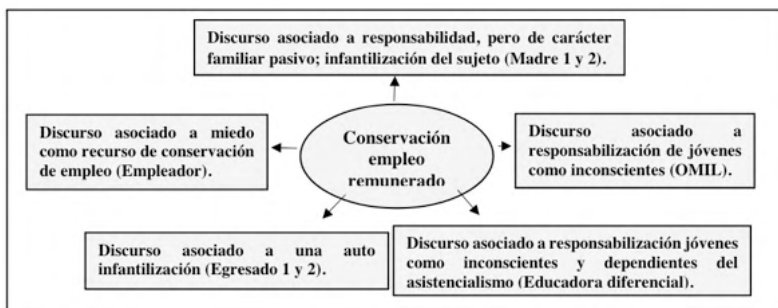 Discurso asociado a responsabilidad, pero de carácter
familiar pasivo; infantilización del sujeto (Madre 1 y 2).
Discurso asociado a miedo
como recurso de conservación
de empleo (Empleador).
Conservación
empleo
remunerado
Discurso asociado a
responsabilización de jóvenes
como inconscientes (OMIL).
Discurso asociado a una auto
infantilización (Egresado 1 y 2).
Discurso asociado a responsabilización jóvenes
como inconscientes y dependientes del
asistencialismo (Educadora diferencial).